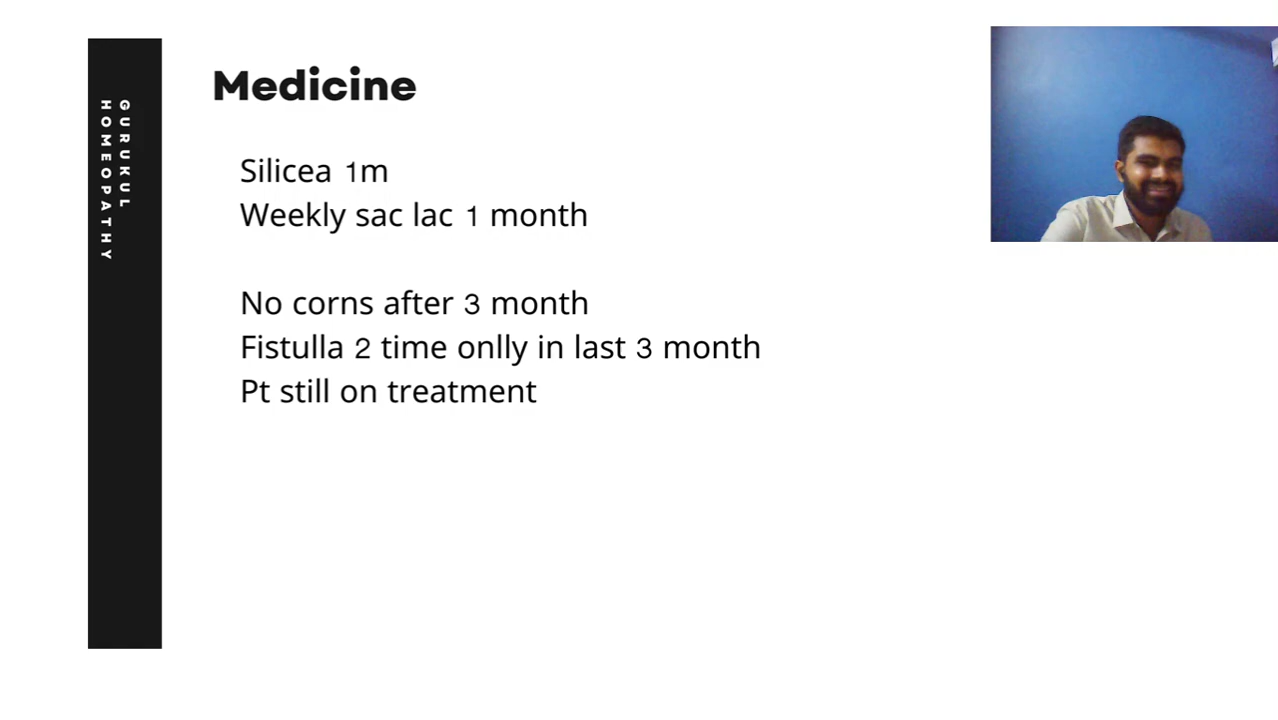 GURUKUL
HOMEOPATHY
Medicine
Silicea 1m
Weekly sac lac 1 month
No corns after 3 month
Fistulla 2 time onlly in last 3 month
Pt still on treatment